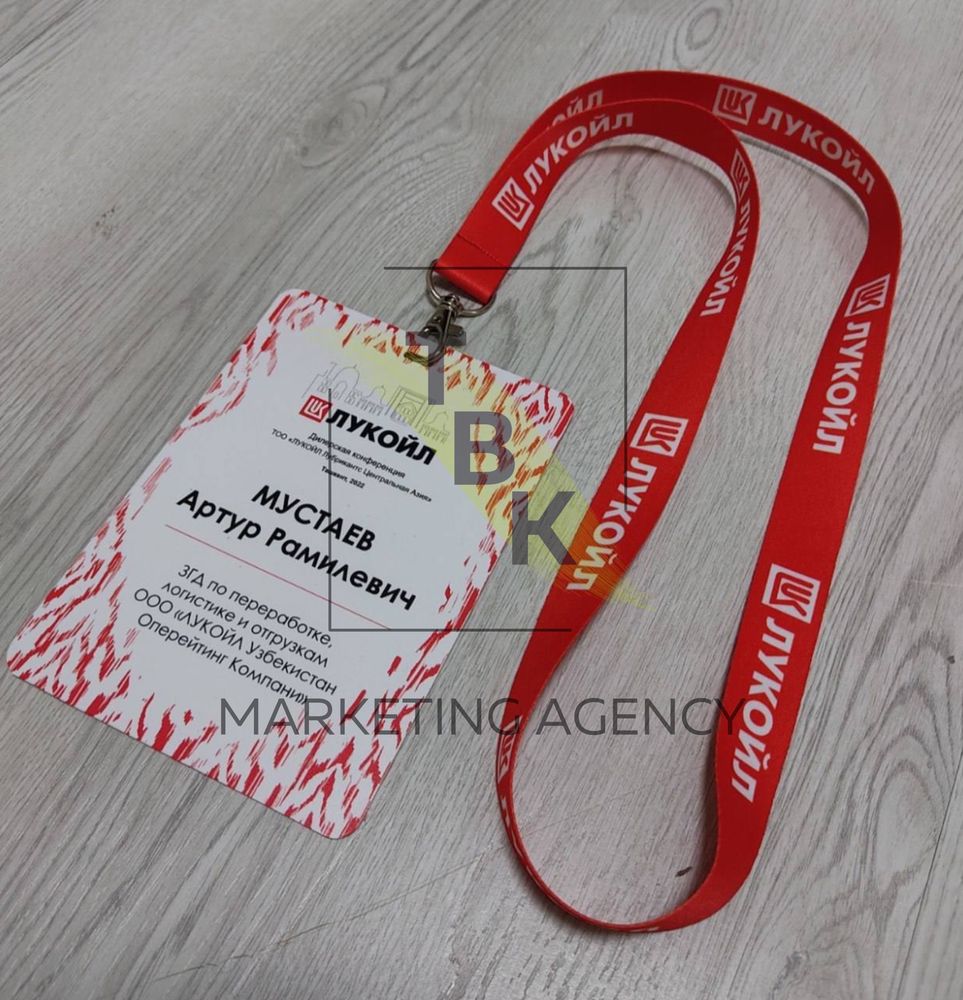 ЛУКОЙЛ
Дилерская конференция
ТОО «ЛУКОЙЛ Лубрикантс Центральная Азия»
Ташкент, 2022
МУСТАЕВ
Артур Рамилевич
ЗГД по переработке,
логистике и отгрузкам
ООО «ЛУКОЙЛ Узбекистан
Оперейтинг Компани»
ЛУКОЙЛ
ЛУКОЙЛ
ЛУКОЙЛ
ЛУКОЙЛ
ЛУКОЙЛ
ЛУКОЙЛ
ЛУКОЙЛ
T
B
K
MARKETING AGENCY